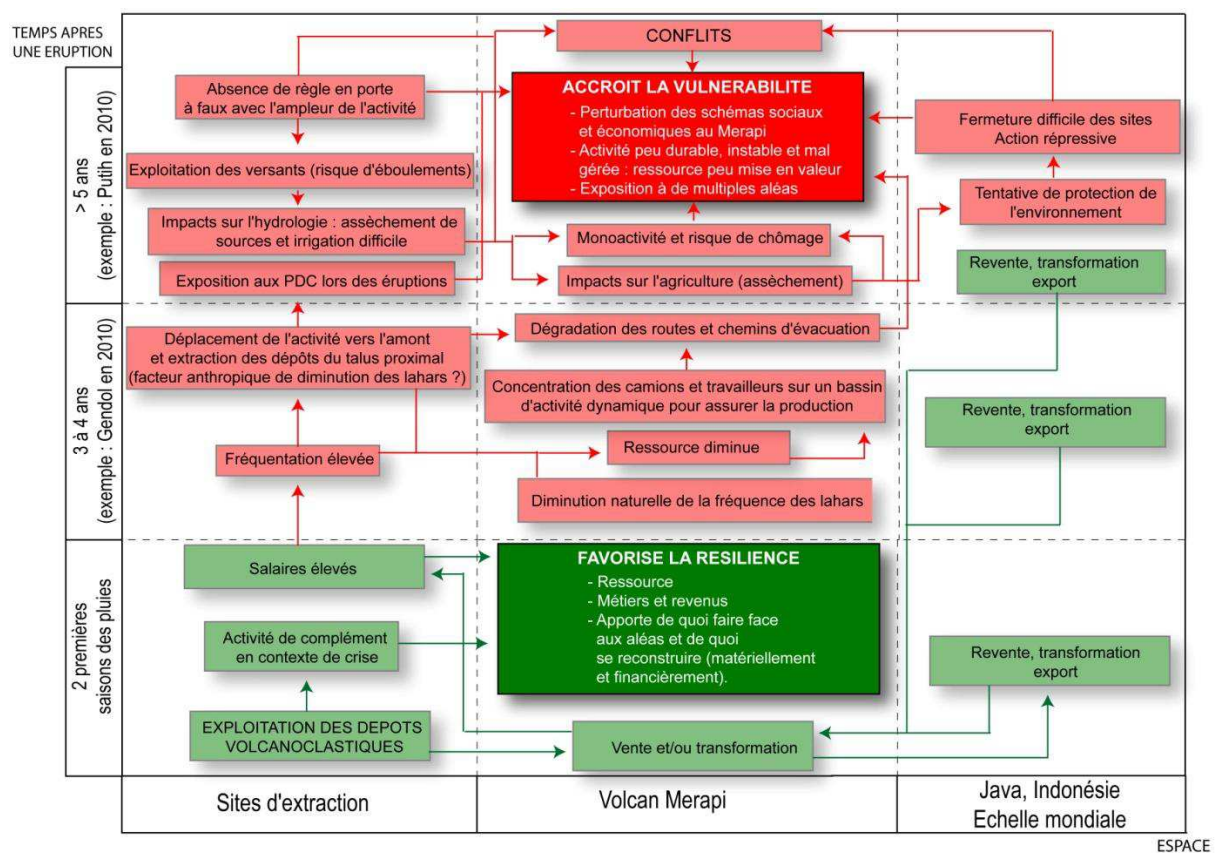 TEMPS APRES
UNE ERUPTION
CONFLITS
> 5 ans
(exemple : Putih en 2010)
Absence de règle en porte
à faux avec l'ampleur de l'activité
Exploitation des versants (risque d'éboulements)
Impacts sur l'hydrologie : assèchement de
sources et irrigation difficile
Exposition aux PDC lors des éruptions
ACCROIT LA VULNERABILITE
- Perturbation des schémas sociaux
et économiques au Merapi
- Activité peu durable, instable et mal
gérée : ressource peu mise en valeur
- Exposition à de multiples aléas
Monoactivité et risque de chômage
Impacts sur l'agriculture (assèchement)
Fermeture difficile des sites
Action répressive
Tentative de protection de
l'environnement
Revente, transformation
export
3 à 4 ans
(exemple : Gendol en 2010)
Déplacement de l'activité vers l'amont
et extraction des dépôts du talus proximal
(facteur anthropique de diminution des lahars ?)
Fréquentation élevée
Dégradation des routes et chemins d'évacuation
Concentration des camions et travailleurs sur un bassin
d'activité dynamique pour assurer la production
Ressource diminue
Diminution naturelle de la fréquence des lahars
Revente, transformation
export
2 premières
saisons des pluies
Salaires élevés
Activité de complément
en contexte de crise
EXPLOITATION DES DEPOTS
VOLCANOCLASTIQUES
FAVORISE LA RESILIENCE
- Ressource
- Métiers et revenus
- Apporte de quoi faire face
aux aléas et de quoi
se reconstruire (matériellement
et financièrement).
Vente et/ou transformation
Revente, transformation
export
Sites d'extraction
Volcan Merapi
Java, Indonésie
Echelle mondiale
ESPACE